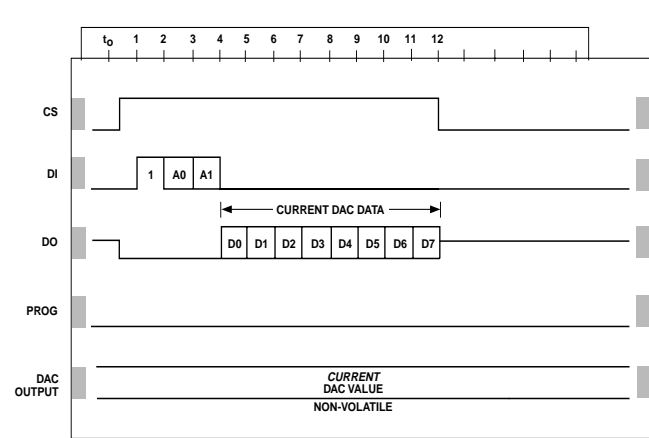 to 1 2 3 4 5 6 7 8 9 10 11 12
CS
DI 1 A0 A1
CURRENT DAC DATA
DO D0 D1 D2 D3 D4 D5 D6 D7
PROG
DAC
OUTPUT
CURRENT
DAC VALUE
NON-VOLATILE